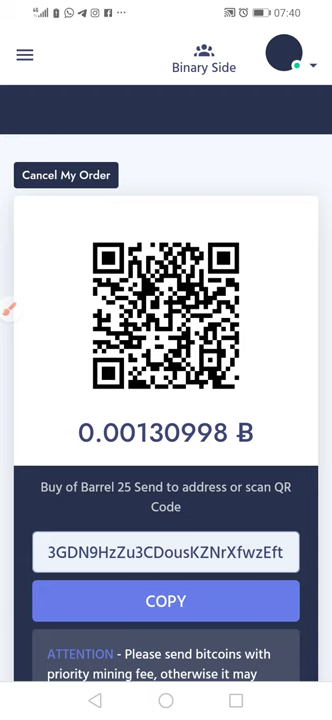 07:40
Binary Side
Cancel My Order
0.00130998 Ƀ
Buy of Barrel 25 Send to address or scan QR
Code
3GDN9HzZu3CDousKZNrXfwzEft
COPY
ATTENTION - Please send bitcoins with
priority mining fee, otherwise it may